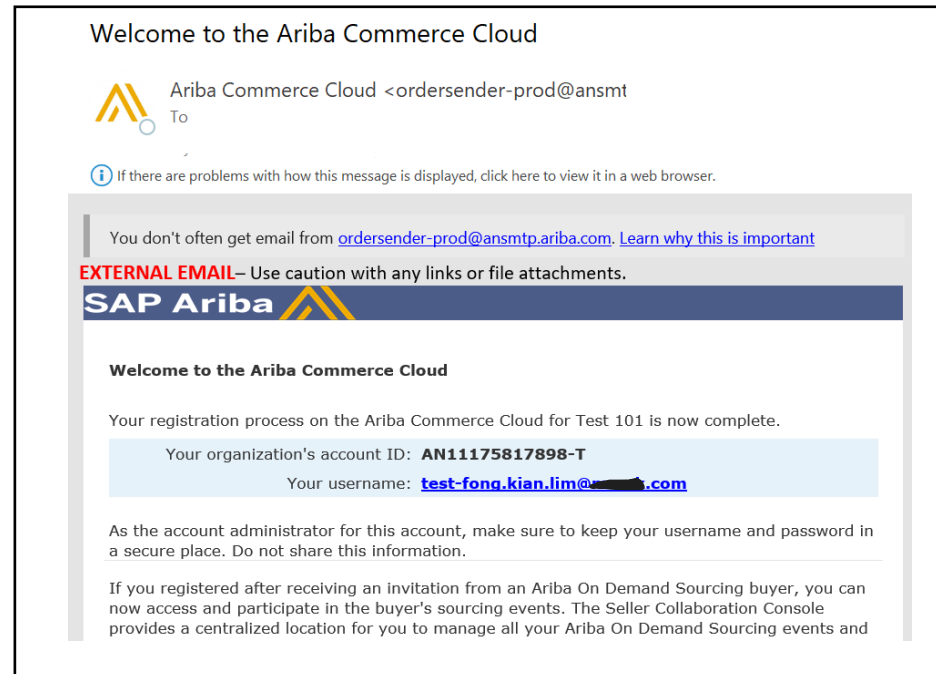 Welcome to the Ariba Commerce Cloud
Ariba Commerce Cloud <ordersender-prod@ansmt
To
If there are problems with how this message is displayed, click here to view it in a web browser.
You don't often get email from ordersender-prod@ansmtp.ariba.com. Learn why this is important
EXTERNAL EMAIL– Use caution with any links or file attachments.
SAP Ariba
Welcome to the Ariba Commerce Cloud
Your registration process on the Ariba Commerce Cloud for Test 101 is now complete.
Your organization's account ID: AN11175817898-T
Your username: test-fong.kian.lim@ .com
As the account administrator for this account, make sure to keep your username and password in
a secure place. Do not share this information.
If you registered after receiving an invitation from an Ariba On Demand Sourcing buyer, you can
now access and participate in the buyer's sourcing events. The Seller Collaboration Console
provides a centralized location for you to manage all your Ariba On Demand Sourcing events and